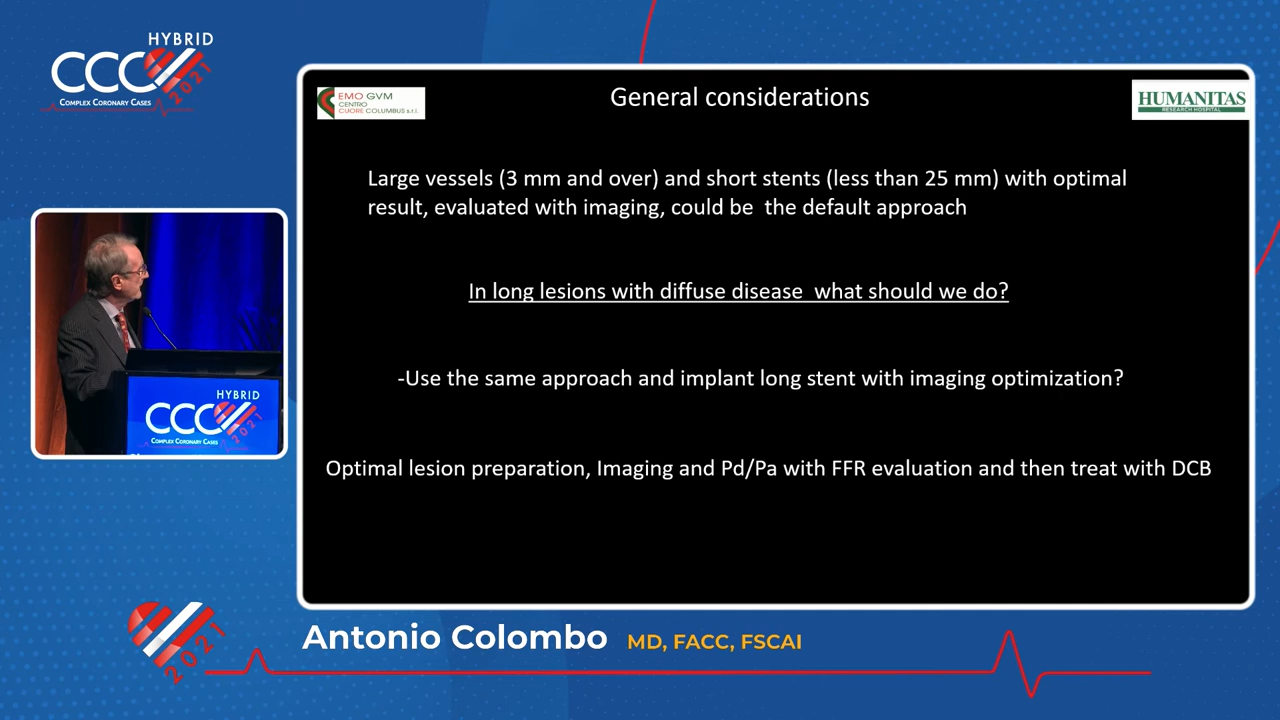 HYBRID
CCC
2021
COMPLEX CORONARY CASES
EMO GVM
CENTRO
CUORE COLUMBUS s.r.l.
General considerations
HUMANITAS
RESEARCH HOSPITAL
Large vessels (3 mm and over) and short stents (less than 25 mm) with optimal
result, evaluated with imaging, could be the default approach
In long lesions with diffuse disease what should we do?
-Use the same approach and implant long stent with imaging optimization?
Optimal lesion preparation, Imaging and Pd/Pa with FFR evaluation and then treat with DCB
HYBRID
CCC
2021
COMPLEX CORONARY CASES
2021
Antonio Colombo MD, FACC, FSCAI